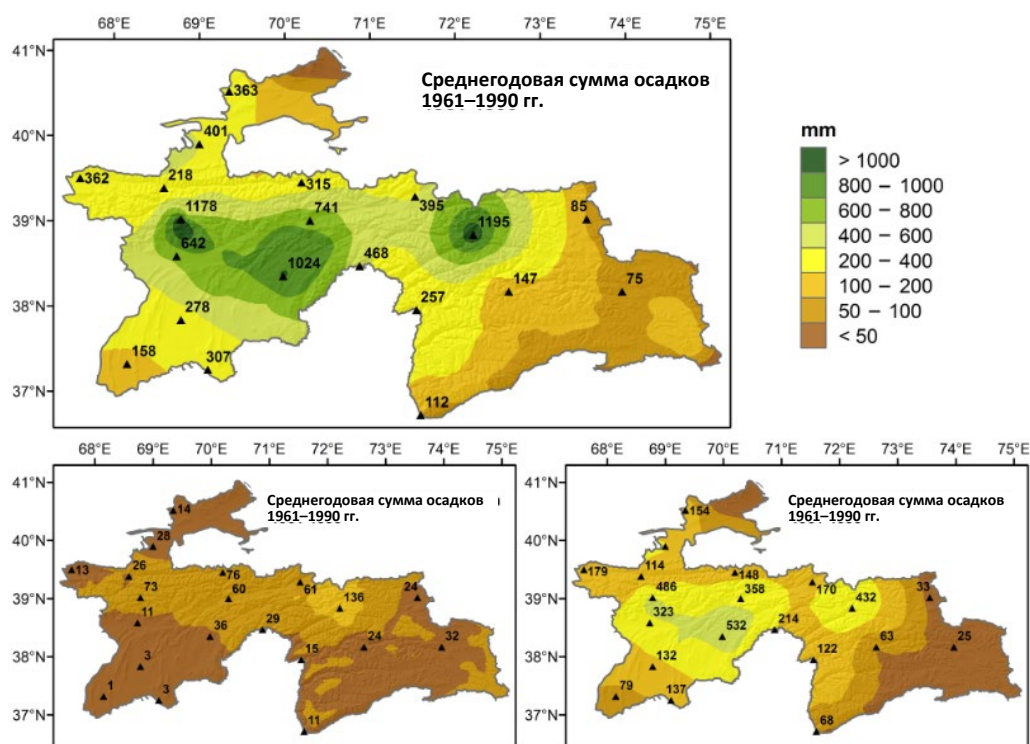 68°E 69°E 70°E 71°E 72°E 73°E 74°E 75°E
41°N
Среднегодовая сумма осадков
1961–1990 гг.
363
40°N
401
362
218
315
39°N
1178
741
395
1195
85
642
1024
468
147
75
38°N
278
257
158
307
37°N
112
mm
> 1000
800 – 1000
600 – 800
400 – 600
200 – 400
100 – 200
50 – 100
< 50
68°E 69°E 70°E 71°E 72°E 73°E 74°E 75°E
41°N
Среднегодовая сумма осадков
1961–1990 гг.
14
40°N
28
13
26
76
61
24
39°N
73
60
136
11
36
29
24
32
38°N
3
15
1
3
37°N
11
68°E 69°E 70°E 71°E 72°E 73°E 74°E 75°E
41°N
Среднегодовая сумма осадков
1961–1990 гг.
154
40°N
179
114
148
170
33
39°N
486
358
432
323
532
214
63
25
38°N
132
122
79
137
37°N
68